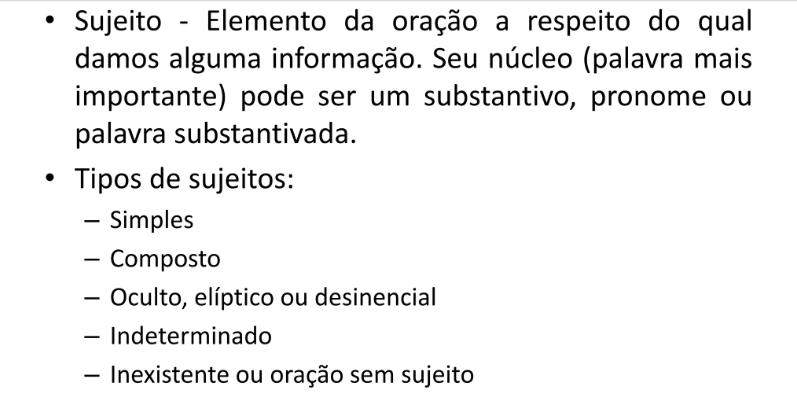 • Sujeito - Elemento da oração a respeito do qual
damos alguma informação. Seu núcleo (palavra mais
importante) pode ser um substantivo, pronome ou
palavra substantivada.
• Tipos de sujeitos:
– Simples
– Composto
– Oculto, elíptico ou desinencial
– Indeterminado
– Inexistente ou oração sem sujeito